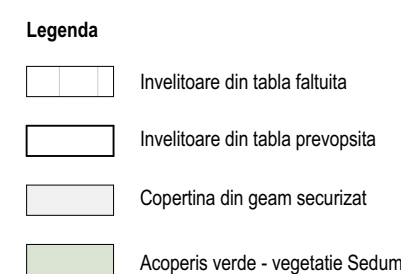 Legenda
Invelitoare din tabla faltuita
Invelitoare din tabla prevopsita
Copertina din geam securizat
Acoperis verde - vegetatie Sedum